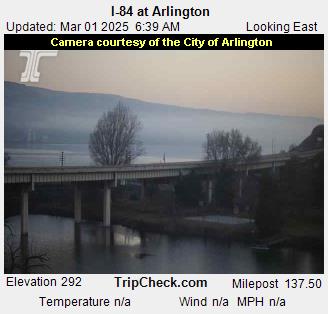 I-84 at Arlington
Updated: Mar 01 2025 6:39 AM Looking East
Camera courtesy of the City of Arlington
Elevation 292 TripCheck.com Milepost 137.50
Temperature n/a Wind n/a MPH n/a